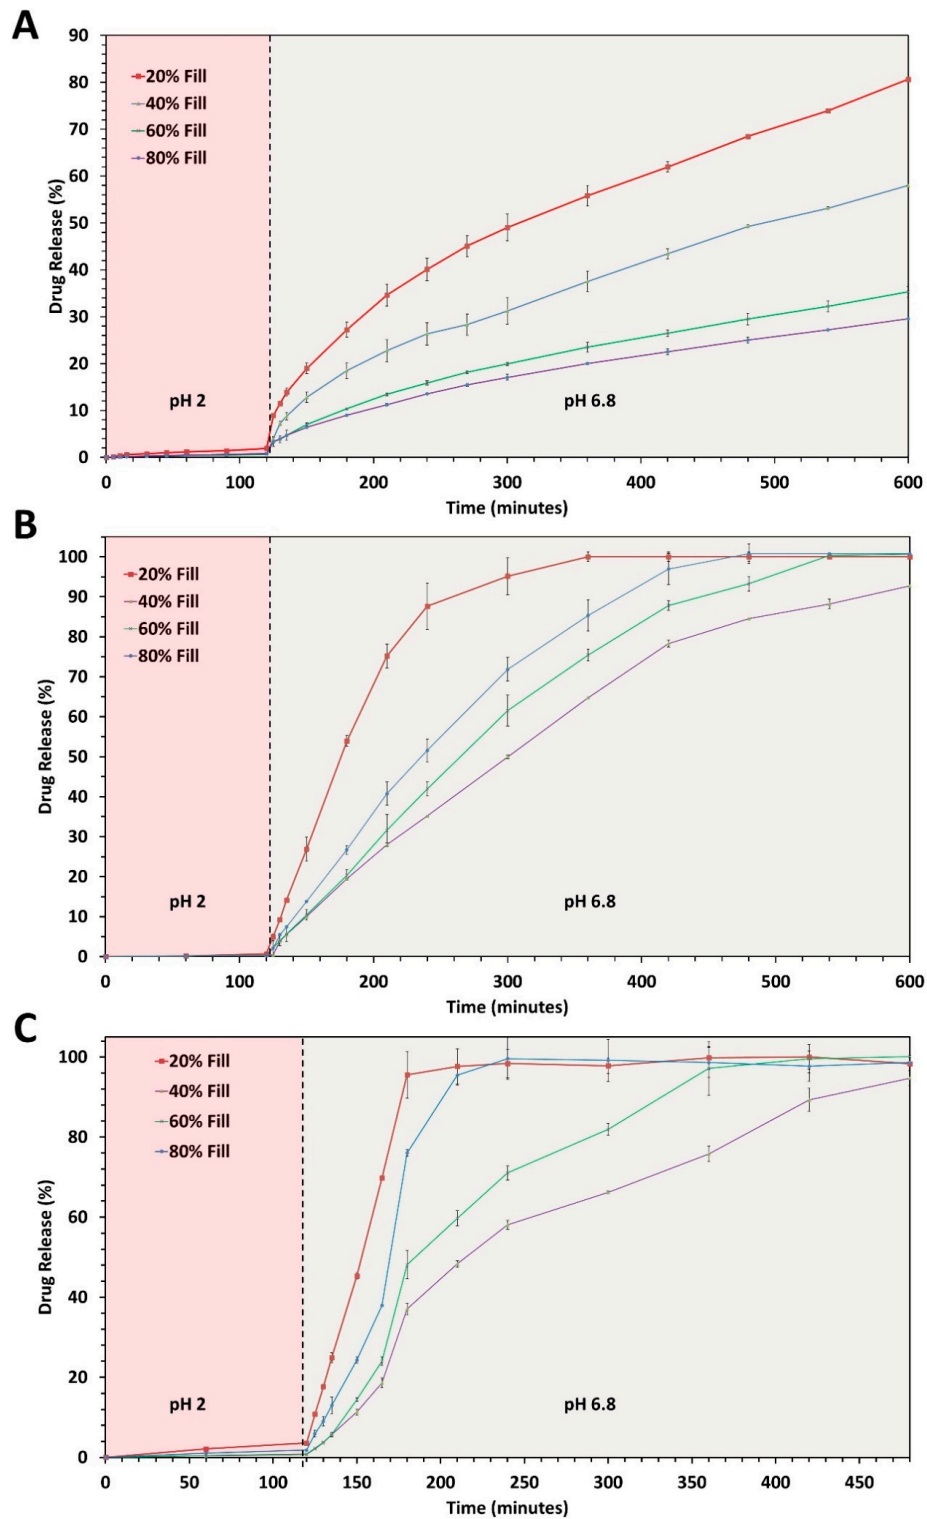 A
90
80
70
60
50
40
30
20
10
0
Drug Release (%)
20% Fill
40% Fill
60% Fill
80% Fill
pH 2
pH 6.8
0 100 200 300 400 500 600
Time (minutes)
B
100
90
80
70
60
50
40
30
20
10
0
Drug Release (%)
20% Fill
40% Fill
60% Fill
80% Fill
pH 2
pH 6.8
0 100 200 300 400 500 600
Time (minutes)
C
100
80
60
40
20
0
Drug Release (%)
20% Fill
40% Fill
60% Fill
80% Fill
pH 2
pH 6.8
0 50 100 150 200 250 300 350 400 450
Time (minutes)